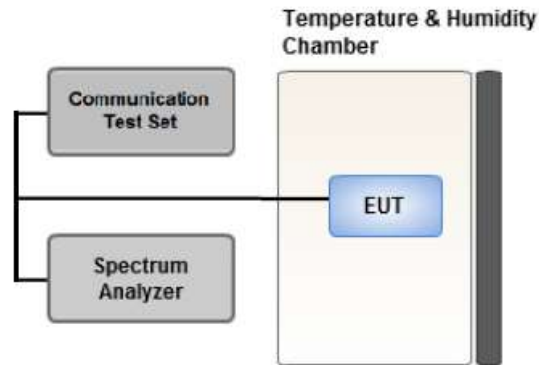 Temperature & Humidity
Chamber
Communication
Test Set
EUT
Spectrum
Analyzer